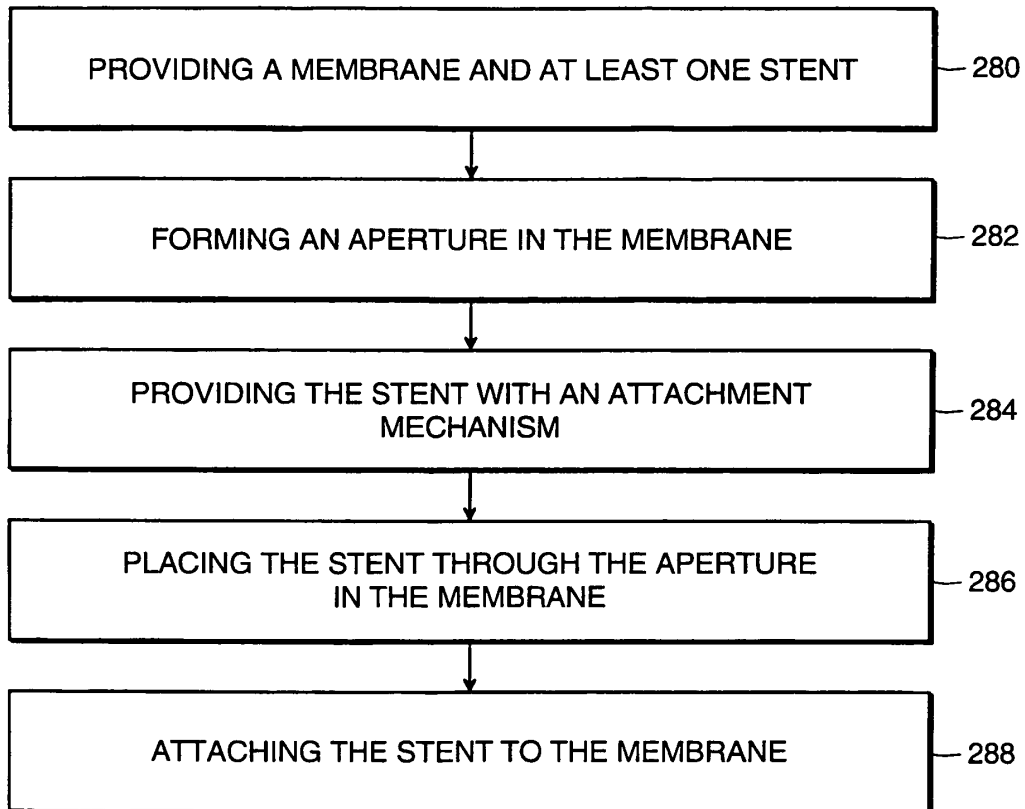 PROVIDING A MEMBRANE AND AT LEAST ONE STENT
280
FORMING AN APERTURE IN THE MEMBRANE
282
PROVIDING THE STENT WITH AN ATTACHMENT
MECHANISM
284
PLACING THE STENT THROUGH THE APERTURE
IN THE MEMBRANE
286
ATTACHING THE STENT TO THE MEMBRANE
288